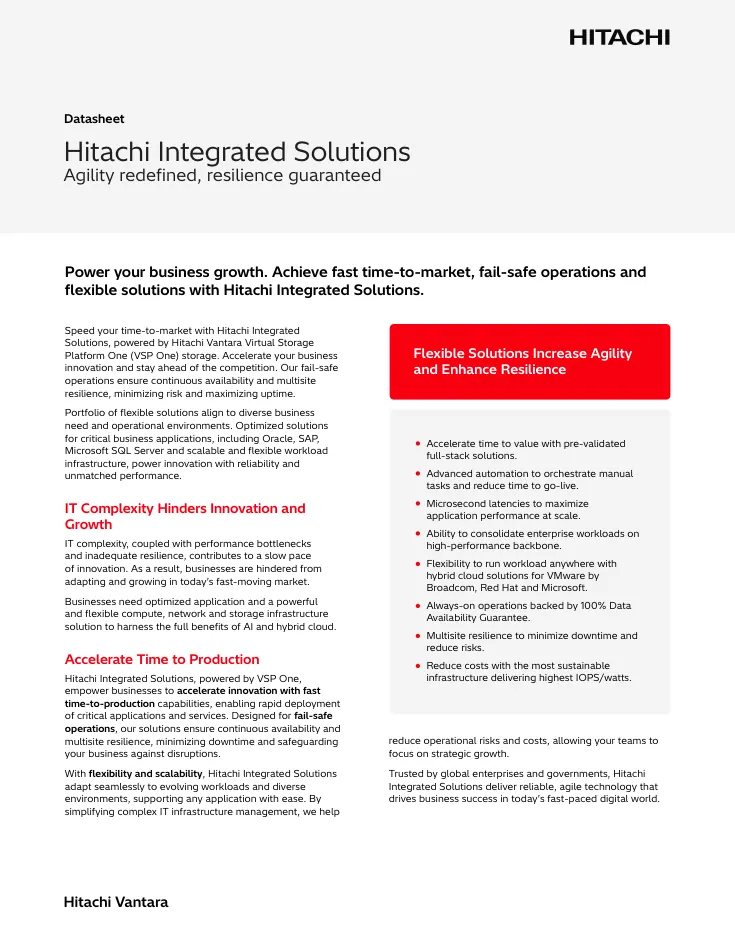 HITACHI
Datasheet
Hitachi Integrated Solutions
Agility redefined, resilience guaranteed
Power your business growth. Achieve fast time-to-market, fail-safe operations and
flexible solutions with Hitachi Integrated Solutions.
Speed your time-to-market with Hitachi Integrated
Solutions, powered by Hitachi Vantara Virtual Storage
Platform One (VSP One) storage. Accelerate your business
innovation and stay ahead of the competition. Our fail-safe
operations ensure continuous availability and multisite
resilience, minimizing risk and maximizing uptime.
Portfolio of flexible solutions align to diverse business
need and operational environments. Optimized solutions
for critical business applications, including Oracle, SAP,
Microsoft SQL Server and scalable and flexible workload
infrastructure, power innovation with reliability and
unmatched performance.
IT Complexity Hinders Innovation and
Growth
IT complexity, coupled with performance bottlenecks
and inadequate resilience, contributes to a slow pace
of innovation. As a result, businesses are hindered from
adapting and growing in today's fast-moving market.
Businesses need optimized application and a powerful
and flexible compute, network and storage infrastructure
solution to harness the full benefits of AI and hybrid cloud.
Accelerate Time to Production
Hitachi Integrated Solutions, powered by VSP One,
empower businesses to accelerate innovation with fast
time-to-production capabilities, enabling rapid deployment
of critical applications and services. Designed for fail-safe
operations, our solutions ensure continuous availability and
multisite resilience, minimizing downtime and safeguarding
your business against disruptions.
With flexibility and scalability, Hitachi Integrated Solutions
adapt seamlessly to evolving workloads and diverse
environments, supporting any application with ease. By
simplifying complex IT infrastructure management, we help
Flexible Solutions Increase Agility
and Enhance Resilience
• Accelerate time to value with pre-validated
full-stack solutions.
• Advanced automation to orchestrate manual
tasks and reduce time to go-live.
• Microsecond latencies to maximize
application performance at scale.
• Ability to consolidate enterprise workloads on
high-performance backbone.
• Flexibility to run workload anywhere with
hybrid cloud solutions for VMware by
Broadcom, Red Hat and Microsoft.
• Always-on operations backed by 100% Data
Availability Guarantee.
• Multisite resilience to minimize downtime and
reduce risks.
• Reduce costs with the most sustainable
infrastructure delivering highest IOPS/watts.
reduce operational risks and costs, allowing your teams to
focus on strategic growth.
Trusted by global enterprises and governments, Hitachi
Integrated Solutions deliver reliable, agile technology that
drives business success in today's fast-paced digital world.
Hitachi Vantara